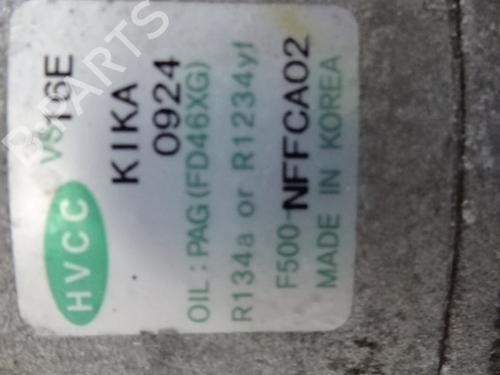 HVCC VS16E
KIKA
0924
OIL : PAG(FD46XG)
R134a or R1234yf
F500-NFFCA02
MADE IN KOREA
B PARTS